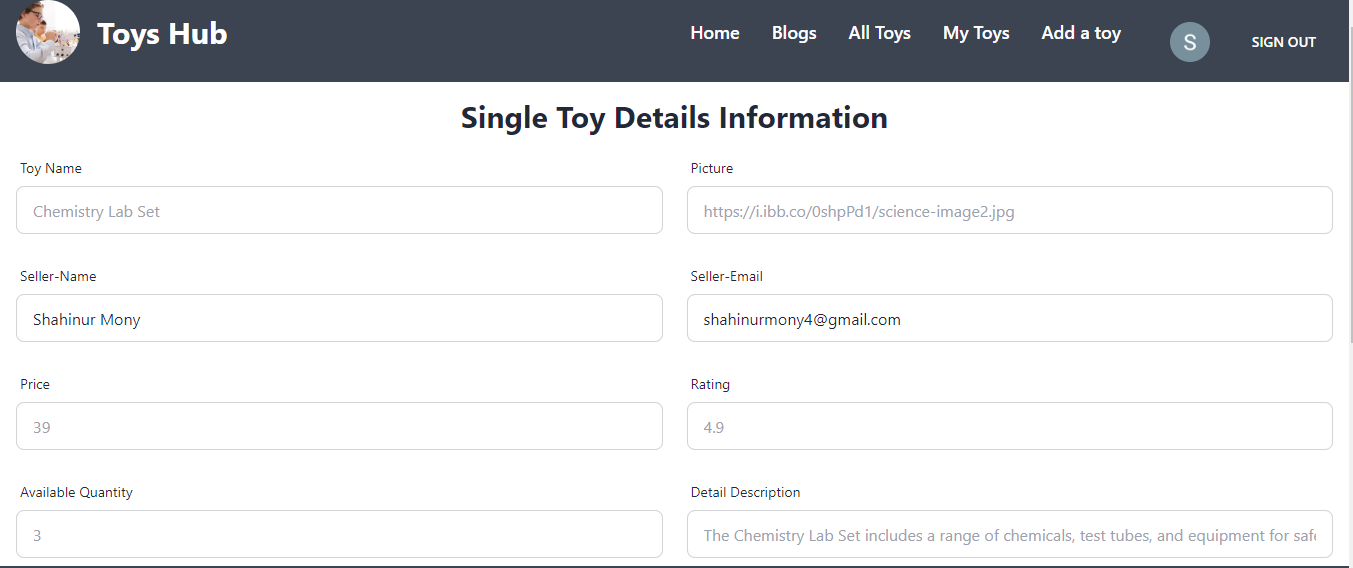 Toys Hub
Home Blogs All Toys My Toys Add a toy S SIGN OUT
Single Toy Details Information
Toy Name Picture
Chemistry Lab Set https://i.ibb.co/0shpPd1/science-image2.jpg
Seller-Name Seller-Email
Shahinur Mony shahinurmony4@gmail.com
Price Rating
39 4.9
Available Quantity Detail Description
3 The Chemistry Lab Set includes a range of chemicals, test tubes, and equipment for safe